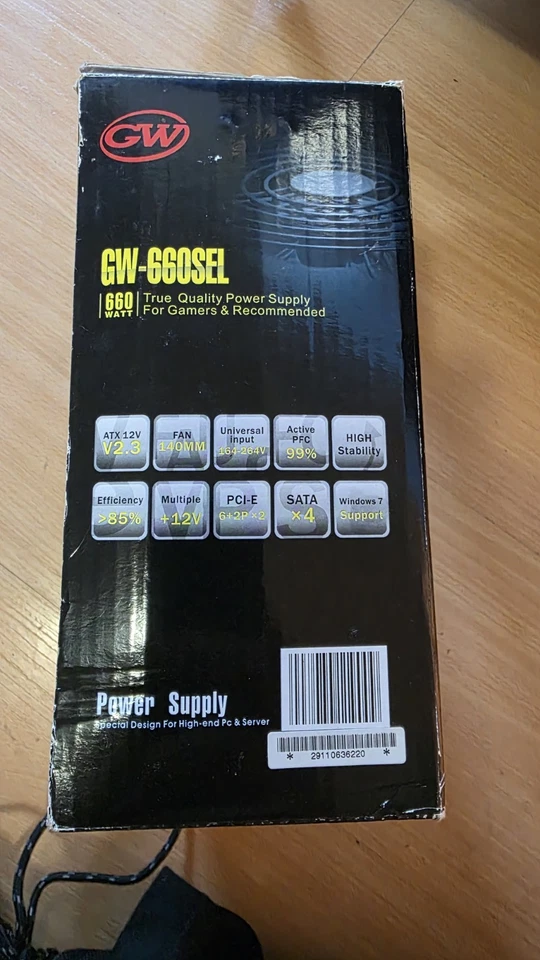 GW
GW-660SEL
660 WATT
True Quality Power Supply
For Gamers & Recommended
ATX 12V
V2.3
FAN
140MM
Universal
input
164-264V
Active
PFC
99%
HIGH
Stability
Efficiency
>85%
Multiple
+12V
PCI-E
6+2P×2
SATA
×4
Windows 7
Support
Power Supply
Special Design For High-end Pc & Server
* 29110636220 *